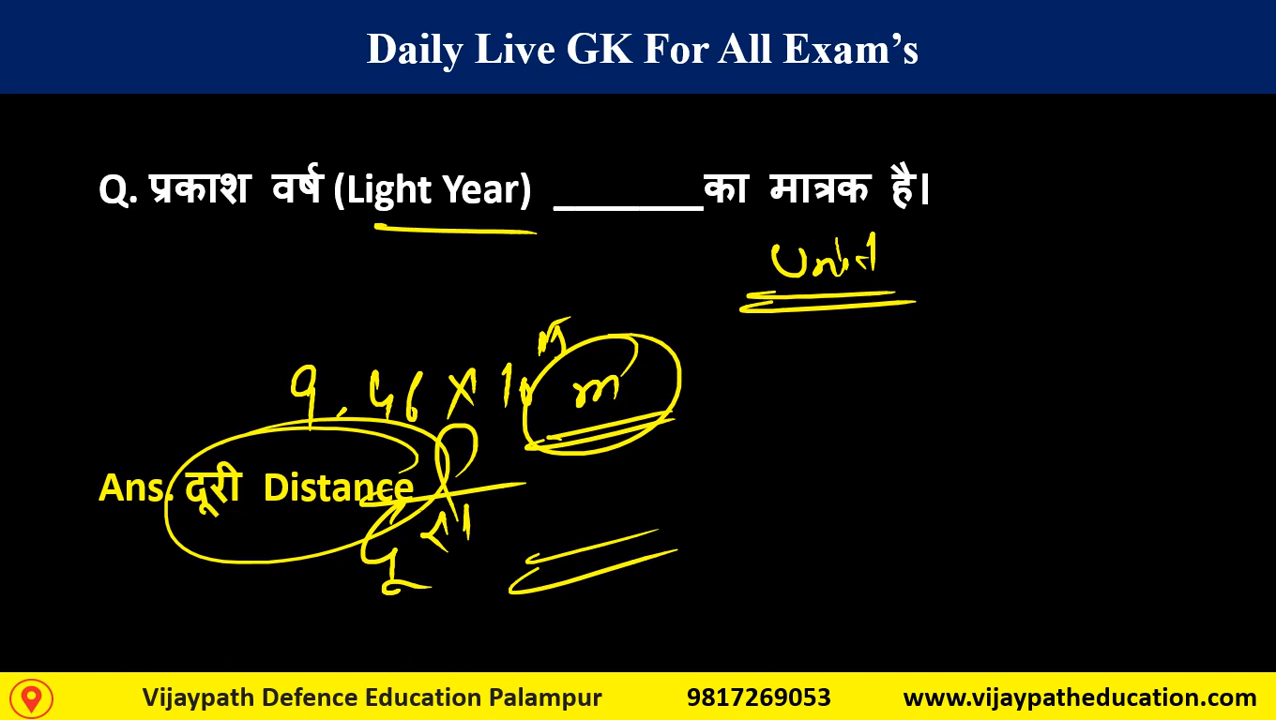 Daily Live GK For All Exam’s
Q. प्रकाश वर्ष (Light Year) ________का मात्रक है।
Unit
9.46 × 10 m
Ans. दूरी Distance
दूरी
Vijaypath Defence Education Palampur 9817269053 www.vijaypatheducation.com